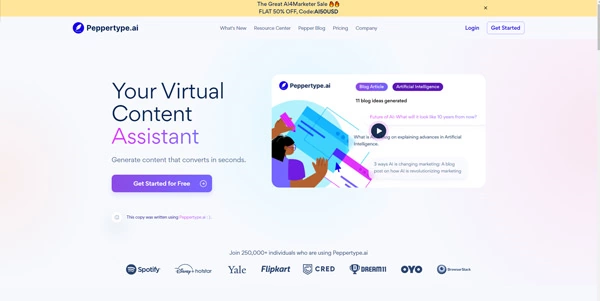 The Great AI4Marketer Sale 🔥🔥
FLAT 50% OFF, Code:AI50USD
Peppertype.ai
What's New Resource Center Pepper Blog Pricing Company
Login Get Started
Your Virtual
Content
Assistant
Generate content that converts in seconds.
Get Started for Free
This copy was written using Peppertype.ai
Peppertype.ai
Blog Article Artificial Intelligence
11 blog ideas generated
Future of AI: What will it look like 10 years from now?
What is
on explaining advances in Artificial
Intelligence.
3 ways AI is changing marketing: A blog
post on how AI is revolutionizing marketing
Join 250,000+ individuals who are using Peppertype.ai
Spotify Disney+ hotstar Yale Flipkart CRED DREAM11 OYO BrowserStack